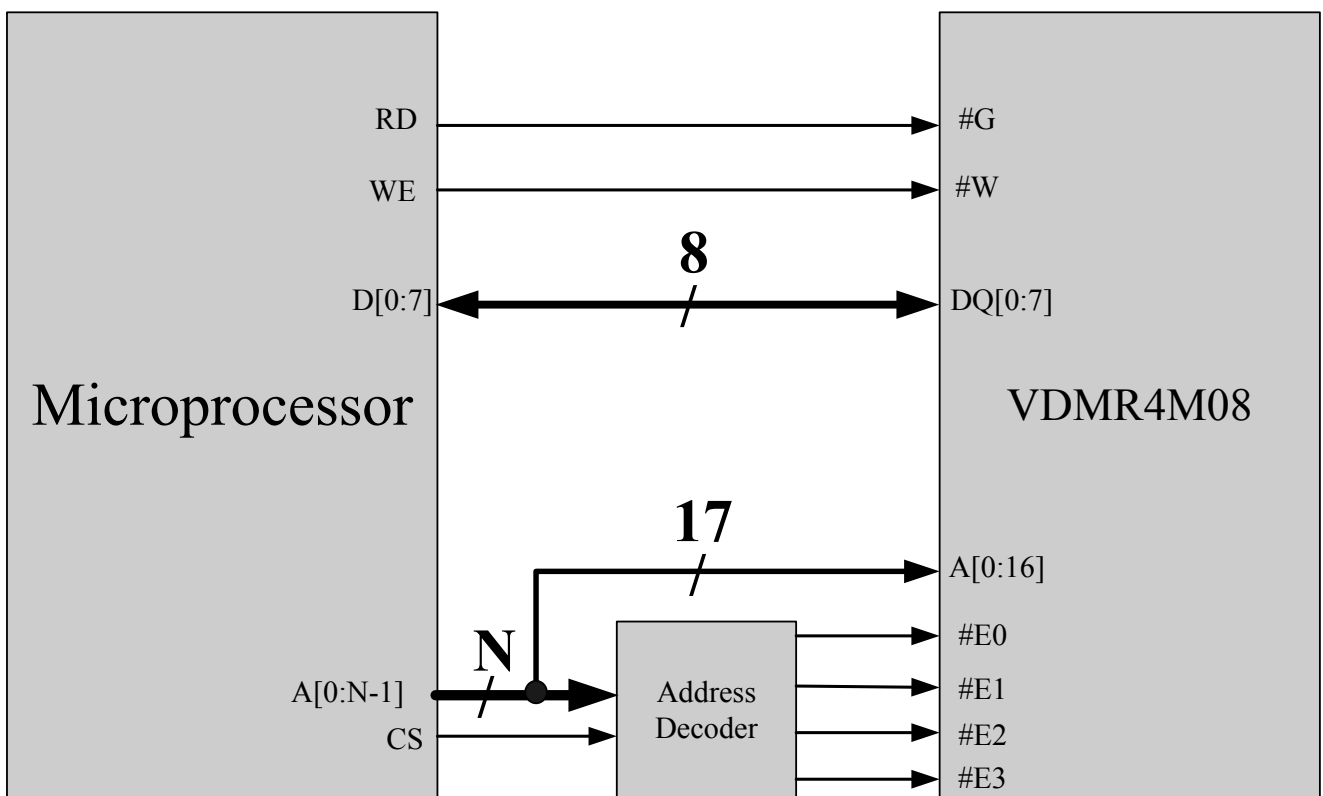 RD
#G
WE
#W
8
D[0:7]
DQ[0:7]
Microprocessor
VDMR4M08
17
A[0:16]
N
A[0:N-1]
CS
Address
Decoder
#E0
#E1
#E2
#E3